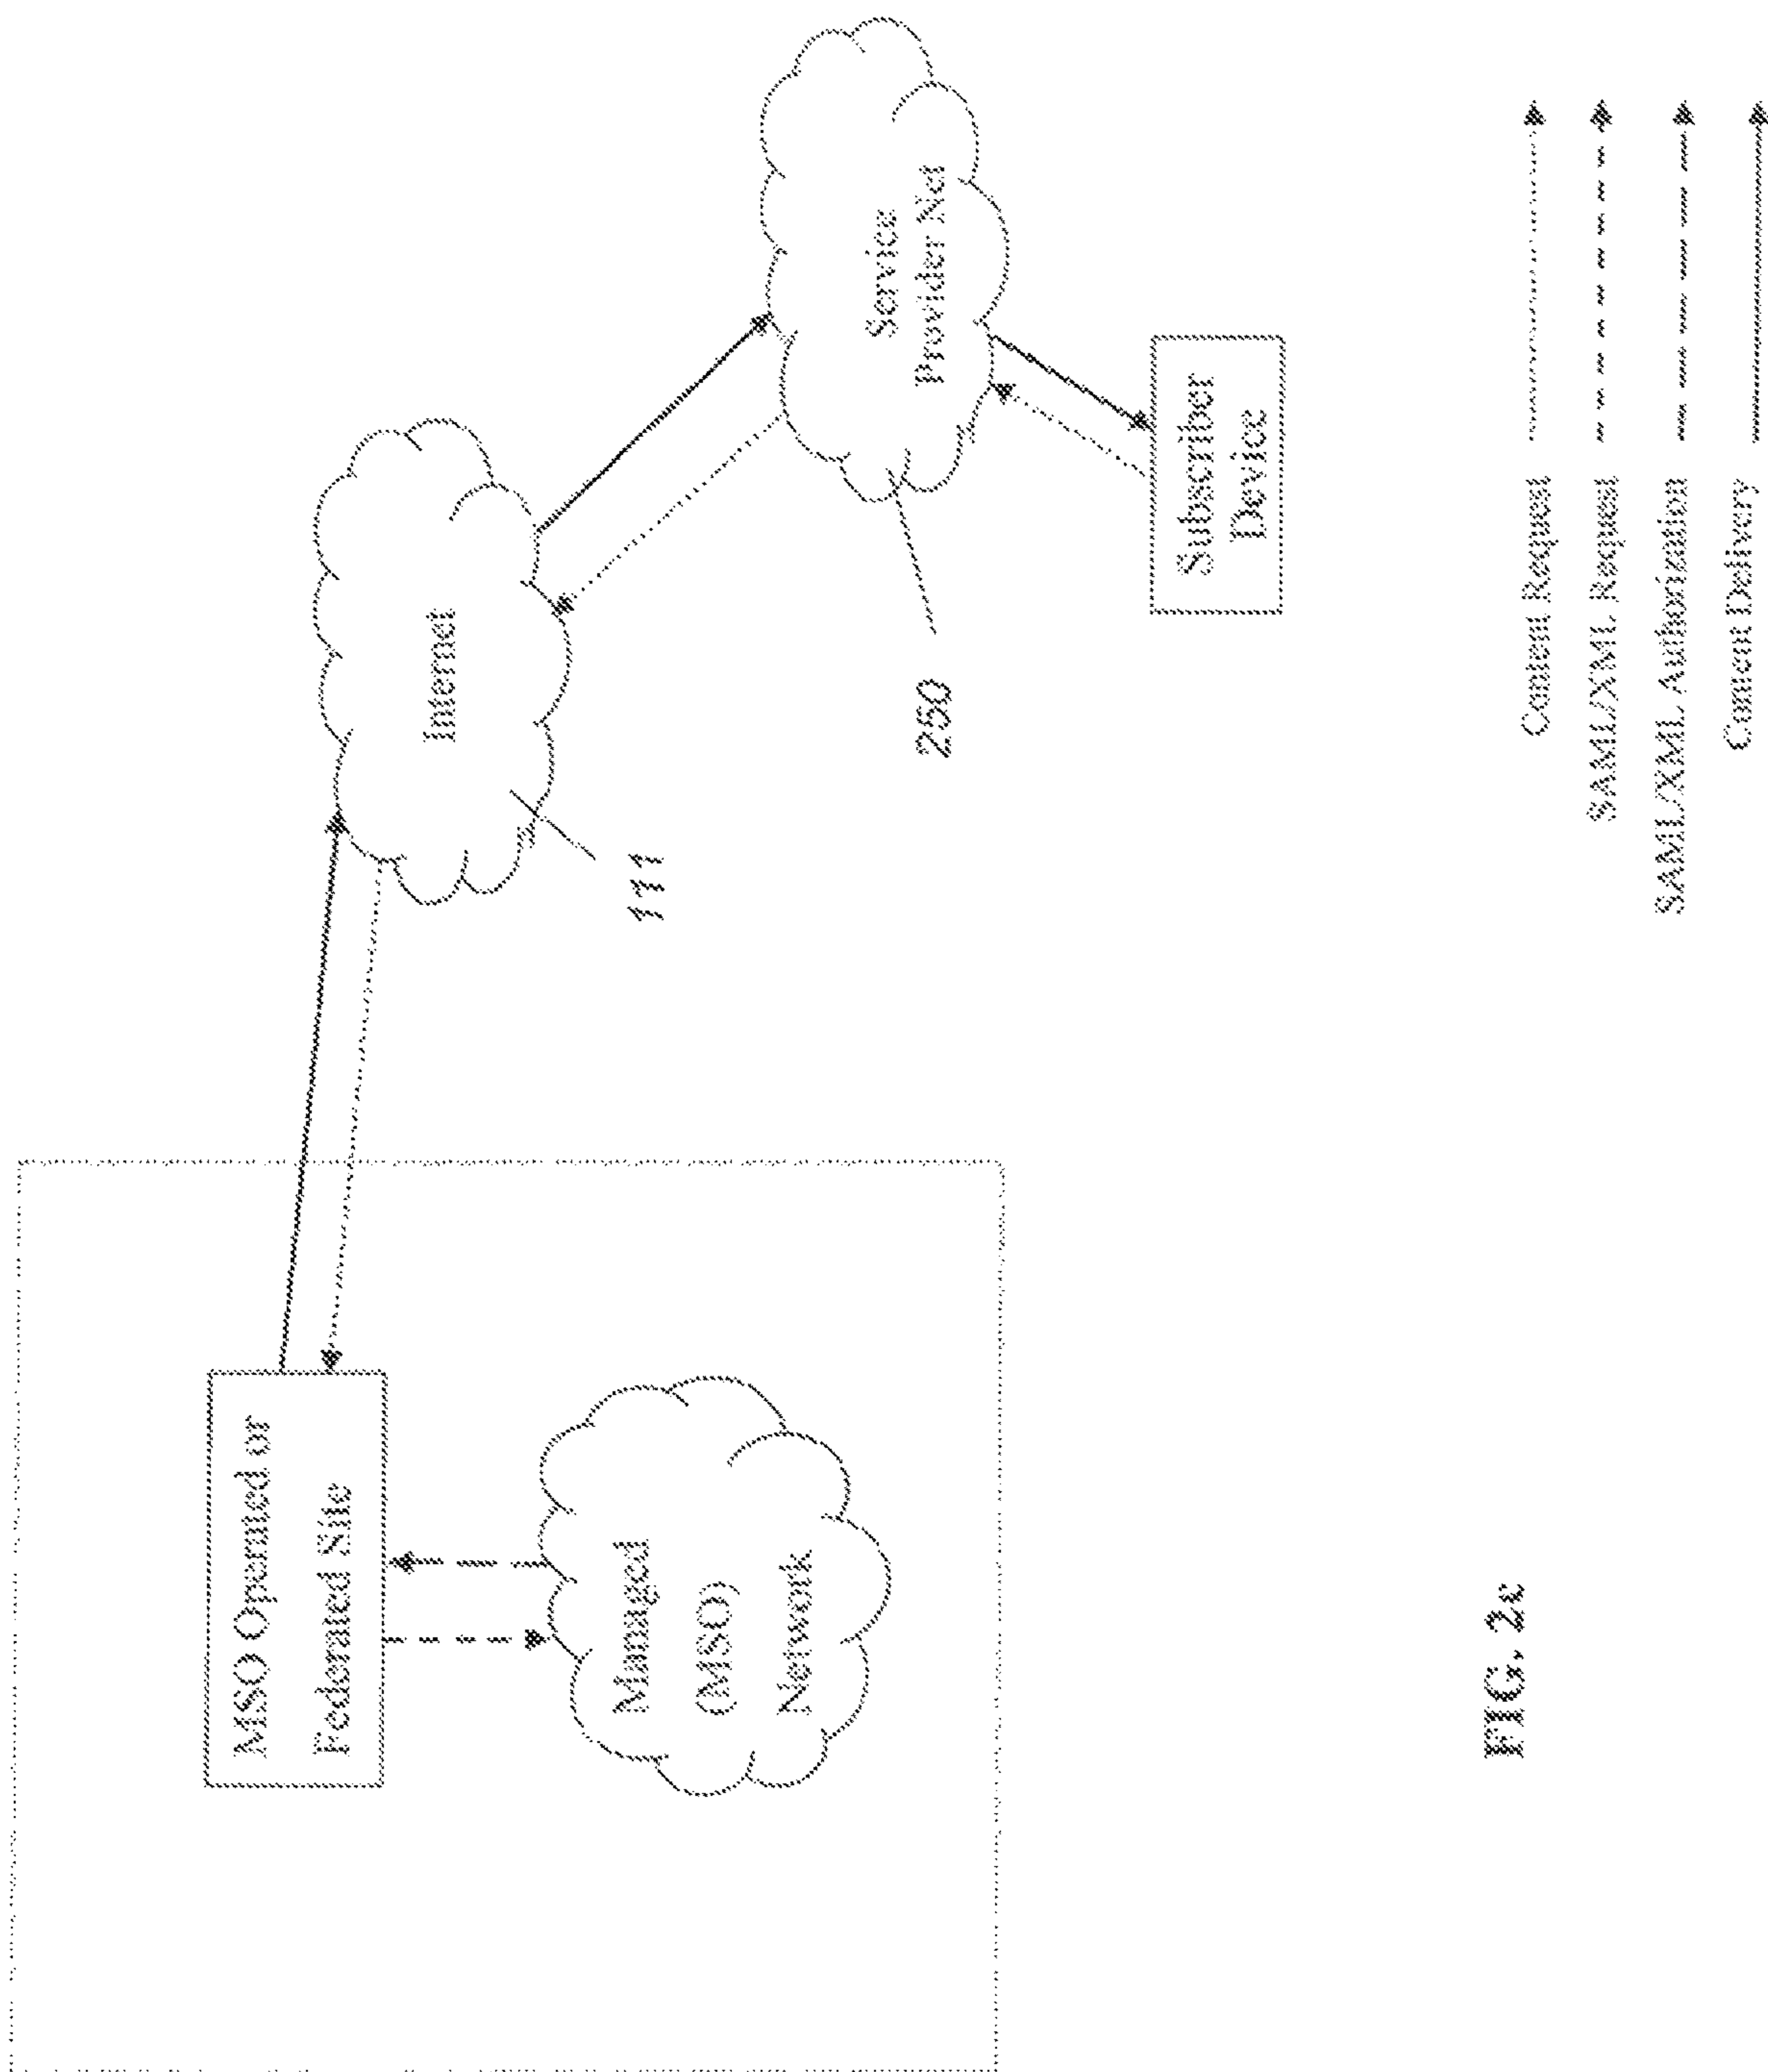 MSO Operated or
Federated Site
Managed
(MSO)
Network
Internet
111
Service
Provider Net
250
Subscriber
Device
Content Request
SAML/XML Request
SAML/XML Authorization
Content Delivery
FIG. 2c